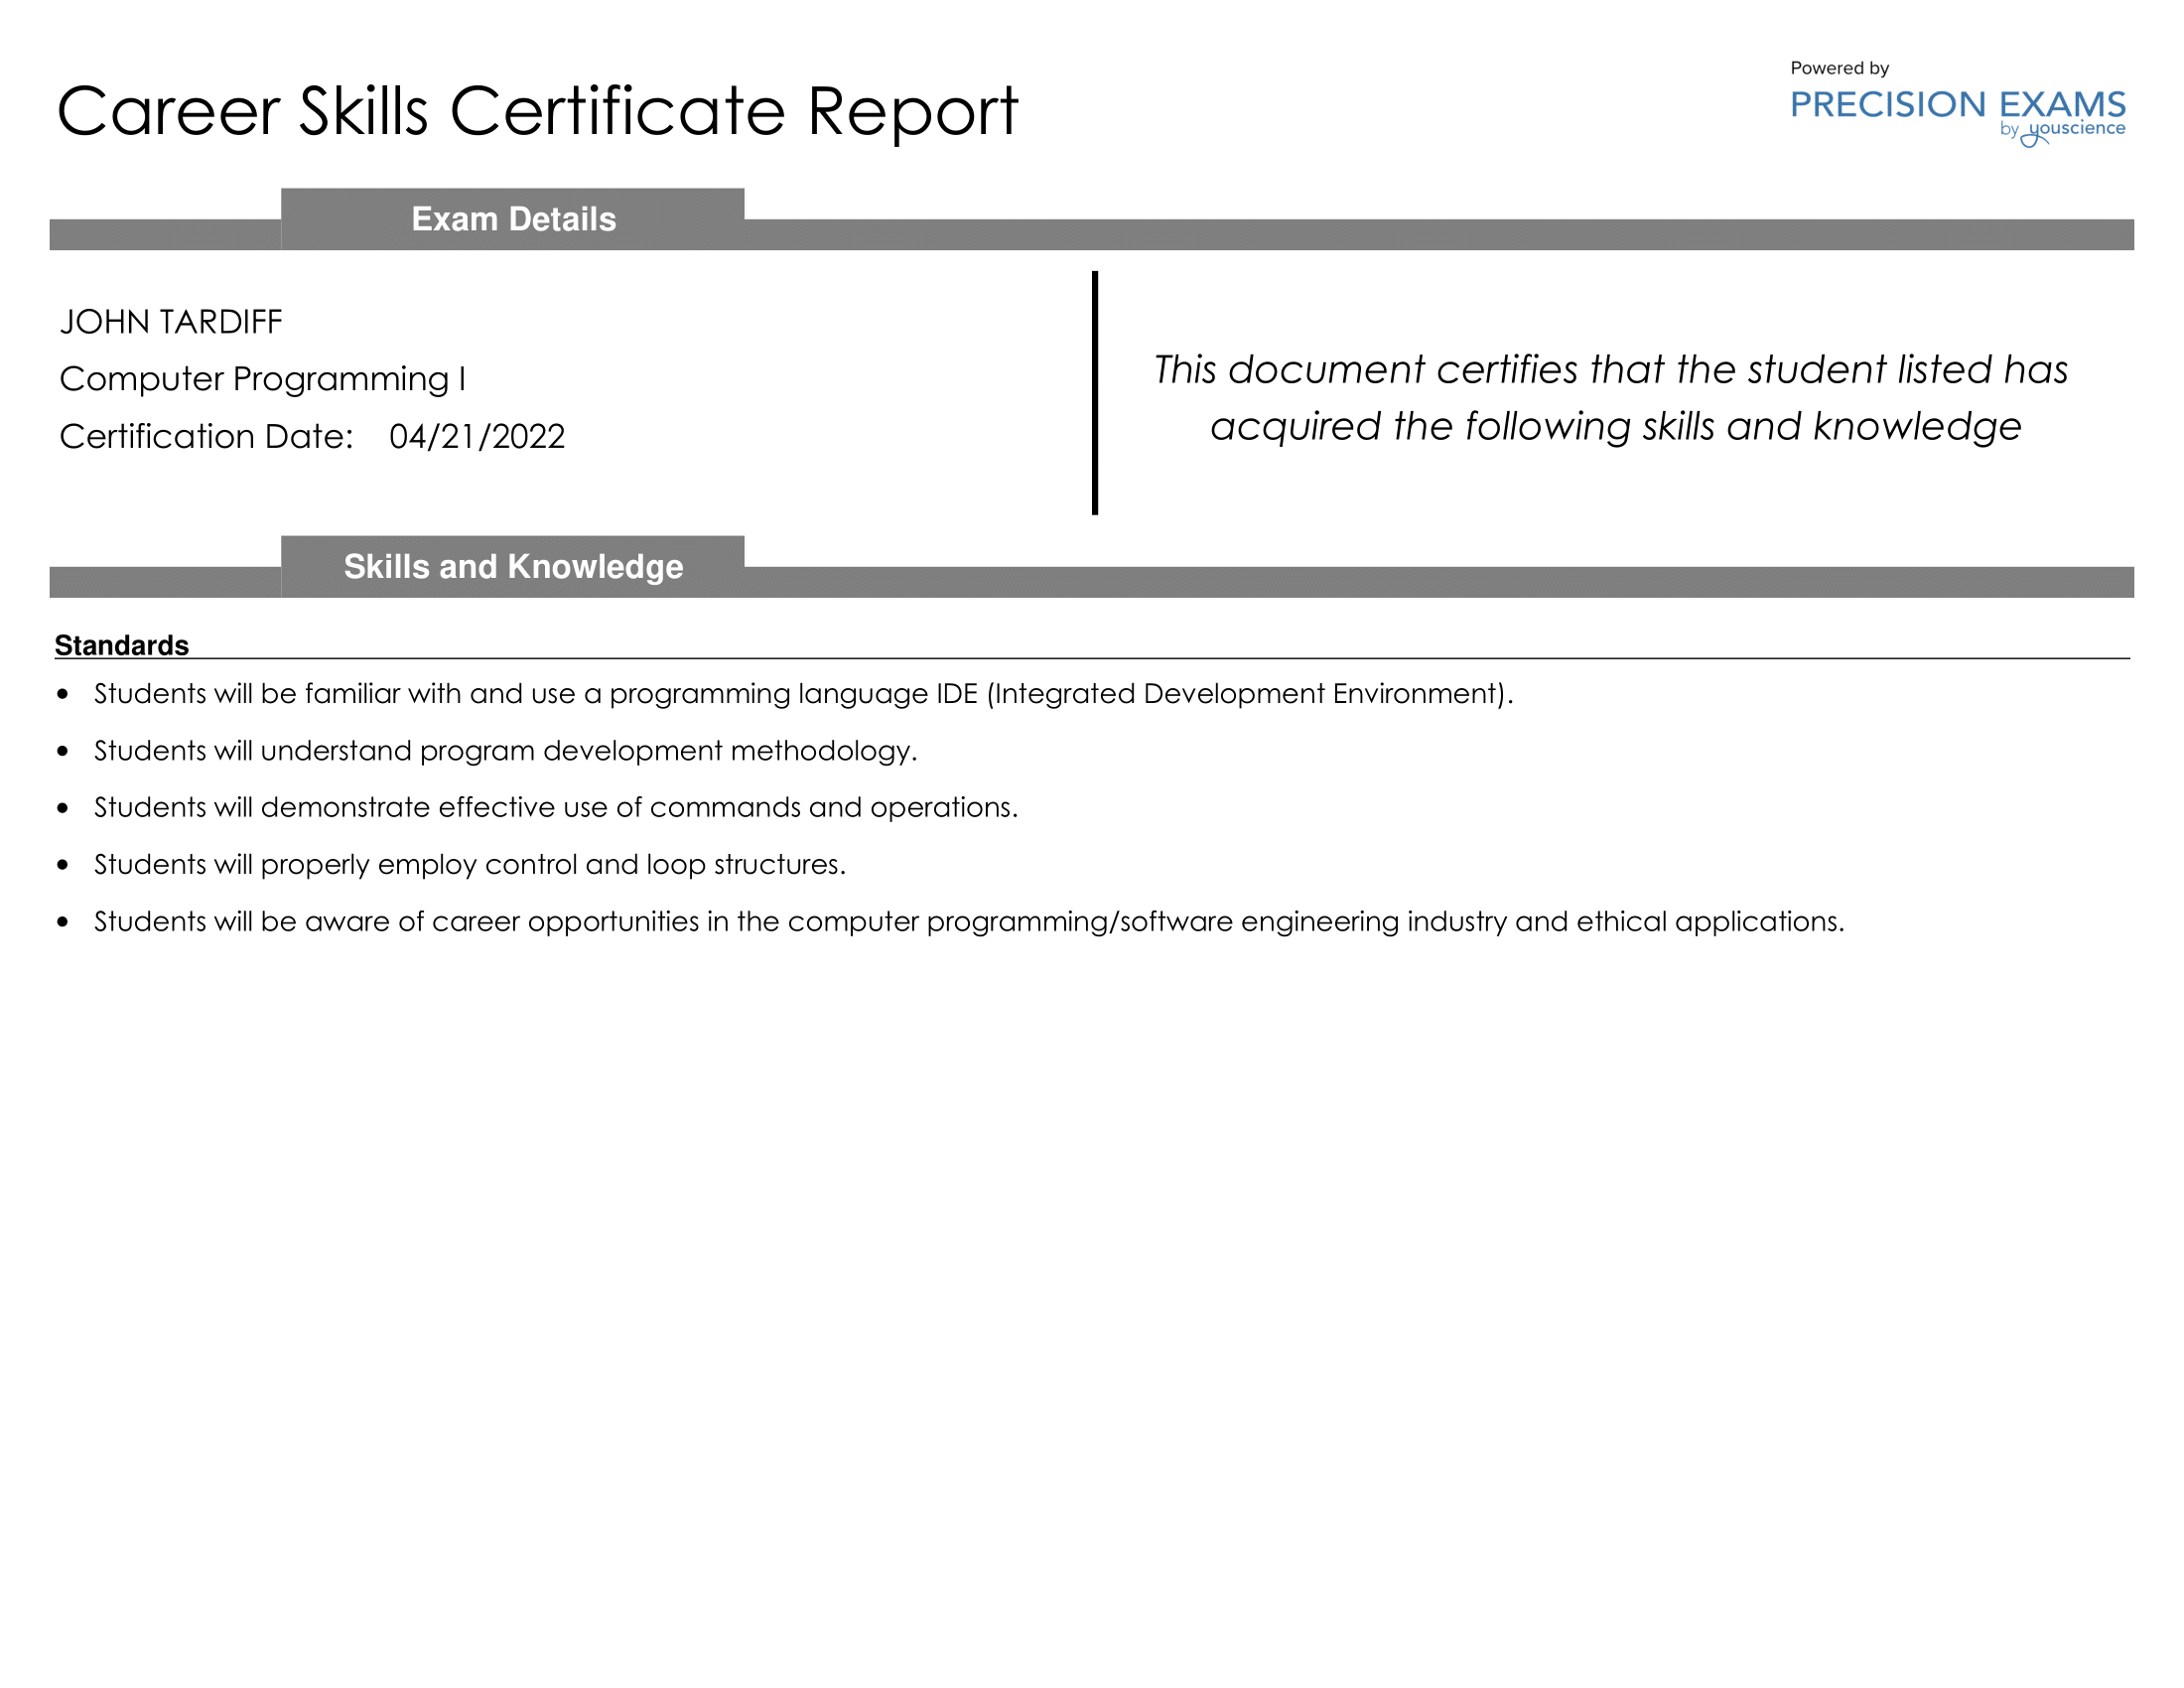 Career Skills Certificate Report
Powered by
PRECISION EXAMS
by youscience
Exam Details
JOHN TARDIFF
Computer Programming I
Certification Date: 04/21/2022
This document certifies that the student listed has
acquired the following skills and knowledge
Skills and Knowledge
Standards
• Students will be familiar with and use a programming language IDE (Integrated Development Environment).
• Students will understand program development methodology.
• Students will demonstrate effective use of commands and operations.
• Students will properly employ control and loop structures.
• Students will be aware of career opportunities in the computer programming/software engineering industry and ethical applications.